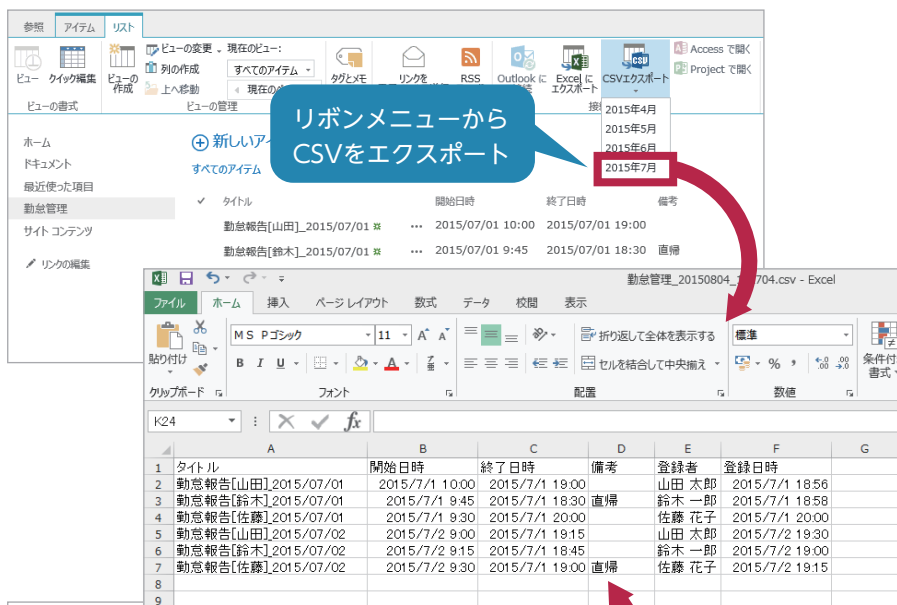 参照 アイテム リスト
ビュー クイック編集 ビューの作成 ビューの変更 現在のビュー: 列の作成 すべてのアイテム 上へ移動 タグとメモ リンクを RSS Outlook に Excel にエクスポート CSVエクスポート Access で開く Project で開く
ビューの書式 ビューの管理
2015年4月
2015年5月
2015年6月
2015年7月
リボンメニューから
CSVをエクスポート
ホーム
ドキュメント
最近使った項目
勤怠管理
サイト コンテンツ
リンクの編集
すべてのアイテム
タイトル 開始日時 終了日時 備考
勤怠報告[山田]_2015/07/01 ... 2015/07/01 10:00 2015/07/01 19:00
勤怠報告[鈴木]_2015/07/01 ... 2015/07/01 9:45 2015/07/01 18:30 直帰
ファイル ホーム 挿入 ページ レイアウト 数式 データ 校閲 表示
貼り付け MS Pゴシック 11 A A 折り返して全体を表示する 標準
B I U A セルを結合して中央揃え % , 条件付 書式
クリップボード フォント 配置 数値
K24 fx
A B C D E F G
1 タイトル 開始日時 終了日時 備考 登録者 登録日時
2 勤怠報告[山田]_2015/07/01 2015/7/1 10:00 2015/7/1 19:00 山田 太郎 2015/7/1 18:56
3 勤怠報告[鈴木]_2015/07/01 2015/7/1 9:45 2015/7/1 18:30 直帰 鈴木 一郎 2015/7/1 18:58
4 勤怠報告[佐藤]_2015/07/01 2015/7/1 9:30 2015/7/1 20:00 佐藤 花子 2015/7/1 20:00
5 勤怠報告[山田]_2015/07/02 2015/7/2 9:00 2015/7/1 19:15 山田 太郎 2015/7/2 19:30
6 勤怠報告[鈴木]_2015/07/02 2015/7/2 9:15 2015/7/1 18:45 鈴木 一郎 2015/7/2 19:00
7 勤怠報告[佐藤]_2015/07/02 2015/7/2 9:30 2015/7/1 19:00 直帰 佐藤 花子 2015/7/2 19:15
8
9